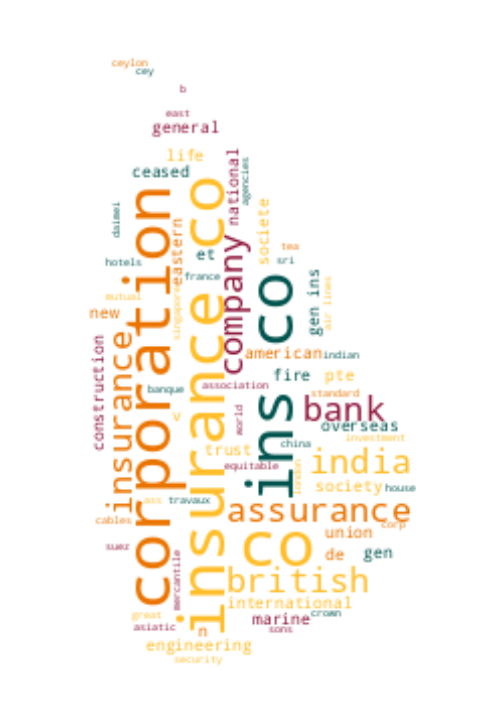 ceylon
cey
b
east
general
life
ceased
national
agencies
corporation
insurance co
daimei
eastern
societe
et
company
tea
sri
hotels
france
ins co
gen ins
air lines
mutual
singapore
new
construction
insurance
american
indian
fire
pte
banque
association
standard
bank
world
v
overseas
china
investment
trust
equitable
london
india
society
house
ass
travaux
assurance
cables
corp
union
suez
co
de
gen
mercantile
british
international
great
marine
crown
asiatic
n
sons
engineering
security